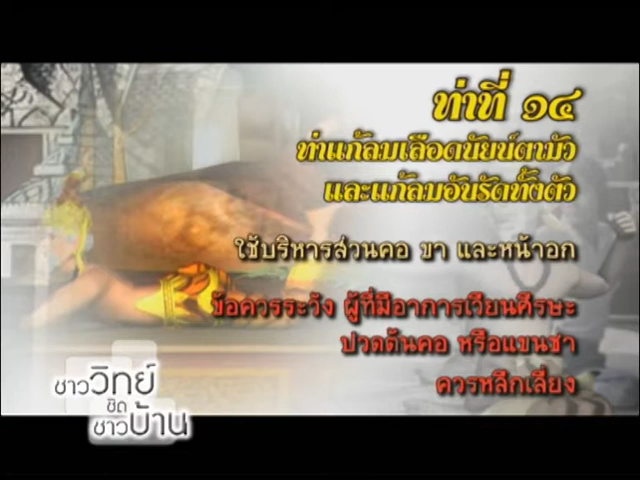 ท่าที่ ๑๔
ท่าแก้ลมเลือดนัยน์ตามัว
และแก้ลมอันรัดทั้งตัว
ใช้บริหารส่วนคอ ขา และหน้าอก
ข้อควรระวัง ผู้ที่มีอาการเวียนศีรษะ
ปวดต้นคอ หรือแขนชา
ควรหลีกเลี่ยง
ชาววิทย์
ชิด
ชาวบ้าน